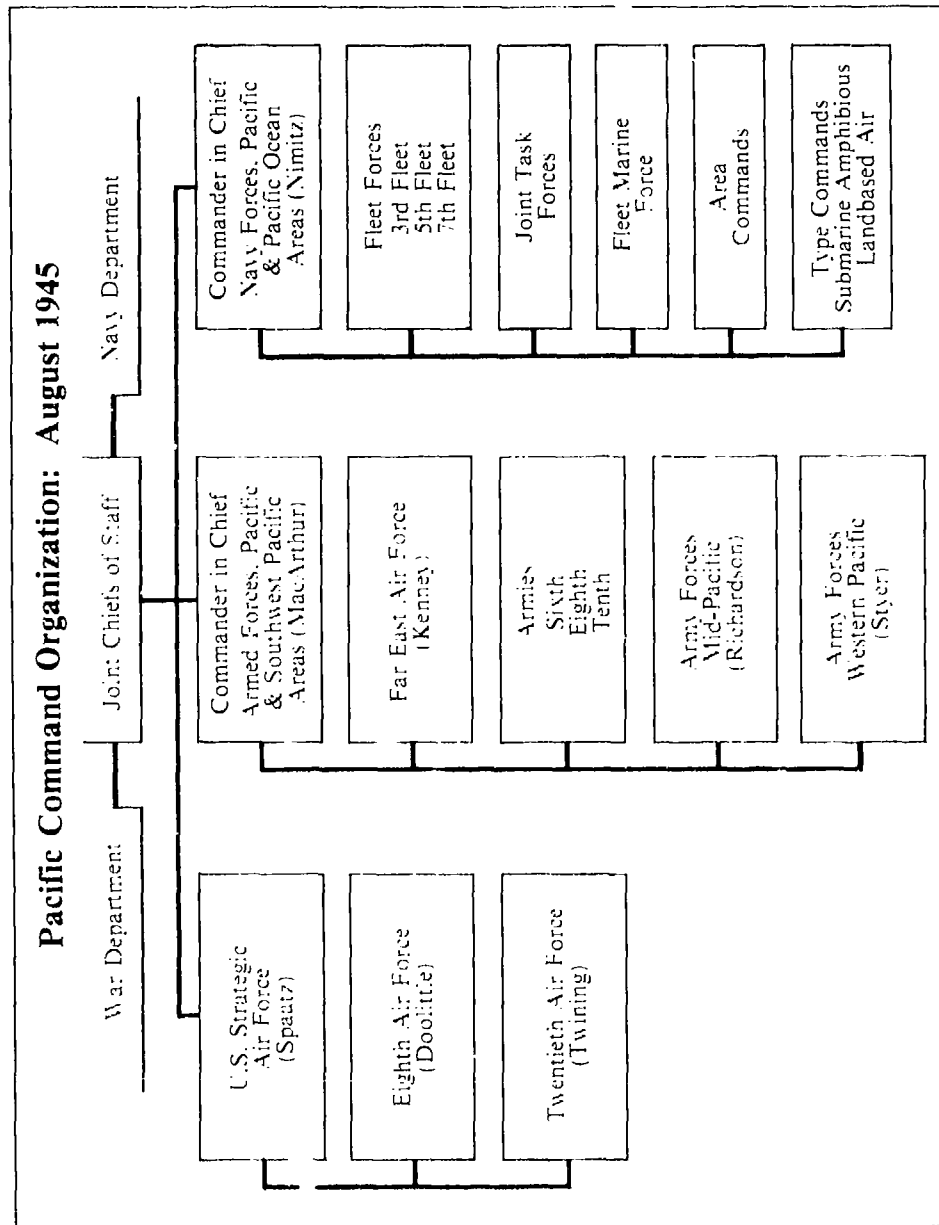 Pacific Command Organization: August 1945
War Department
Joint Chiefs of Staff
Navy Department
U.S. Strategic
Air Force
(Spautz)
Eighth Air Force
(Doolittle)
Twentieth Air Force
(Twining)
Commander in Chief
Armed Forces, Pacific
& Southwest Pacific
Areas (MacArthur)
Far East Air Force
(Kenney)
Armies
Sixth
Eighth
Tenth
Army Forces
Mid-Pacific
(Richardson)
Army Forces
Western Pacific
(Styer)
Commander in Chief
Navy Forces, Pacific
& Pacific Ocean
Areas (Nimitz)
Fleet Forces
3rd Fleet
5th Fleet
7th Fleet
Joint Task
Forces
Fleet Marine
Force
Area
Commands
Type Commands
Submarine Amphibious
Landbased Air